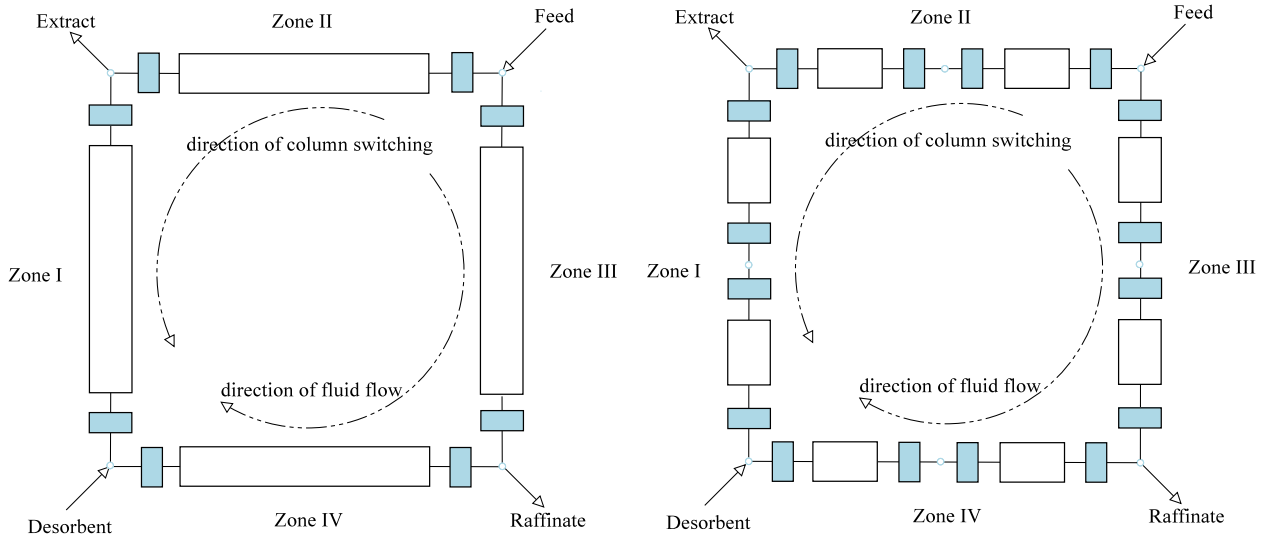 Extract
Zone II
Feed
direction of column switching
Zone I
Zone III
direction of fluid flow
Desorbent
Zone IV
Raffinate
Extract
Zone II
Feed
direction of column switching
Zone I
Zone III
direction of fluid flow
Desorbent
Zone IV
Raffinate